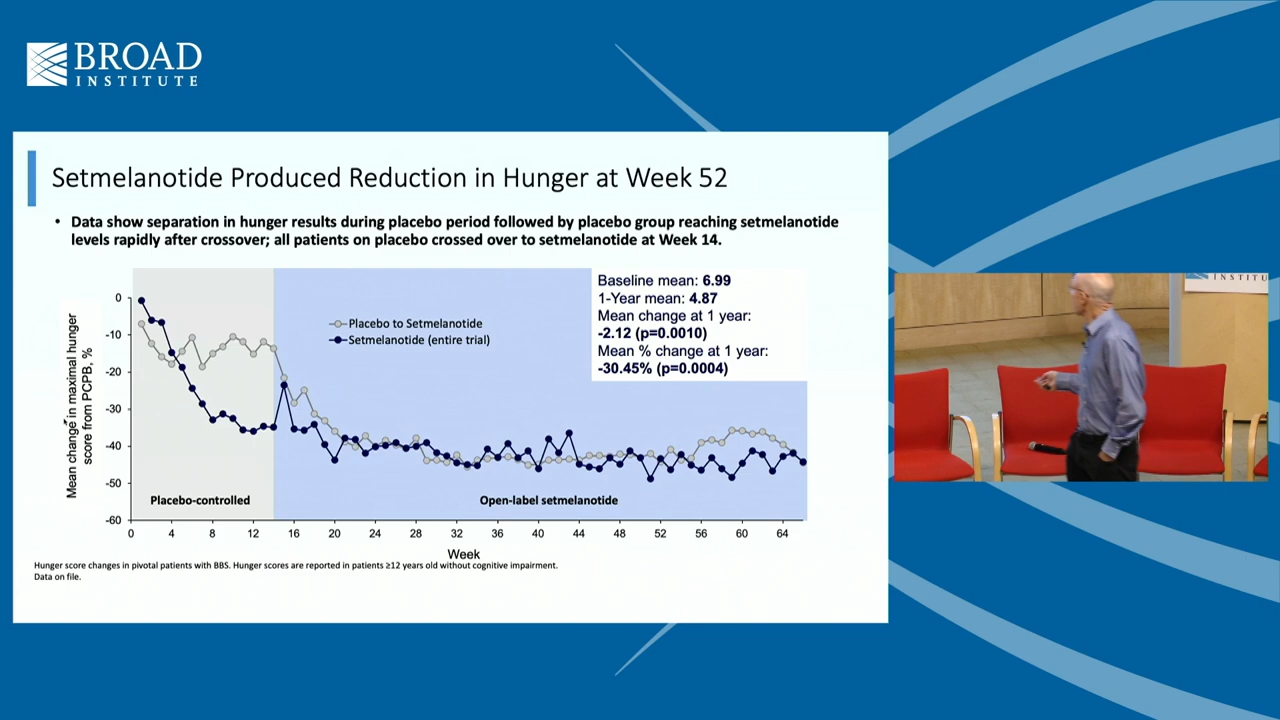 BROAD
INSTITUTE
Setmelanotide Produced Reduction in Hunger at Week 52
• Data show separation in hunger results during placebo period followed by placebo group reaching setmelanotide
levels rapidly after crossover; all patients on placebo crossed over to setmelanotide at Week 14.
Baseline mean: 6.99
1-Year mean: 4.87
Mean change at 1 year:
-2.12 (p=0.0010)
Mean % change at 1 year:
-30.45% (p=0.0004)
Placebo to Setmelanotide
Setmelanotide (entire trial)
Mean change in maximal hunger
score from PCPB, %
0
-10
-20
-30
-40
-50
-60
Placebo-controlled
Open-label setmelanotide
0 4 8 12 16 20 24 28 32 36 40 44 48 52 56 60 64
Week
Hunger score changes in pivotal patients with BBS. Hunger scores are reported in patients ≥12 years old without cognitive impairment.
Data on file.
INSTITU